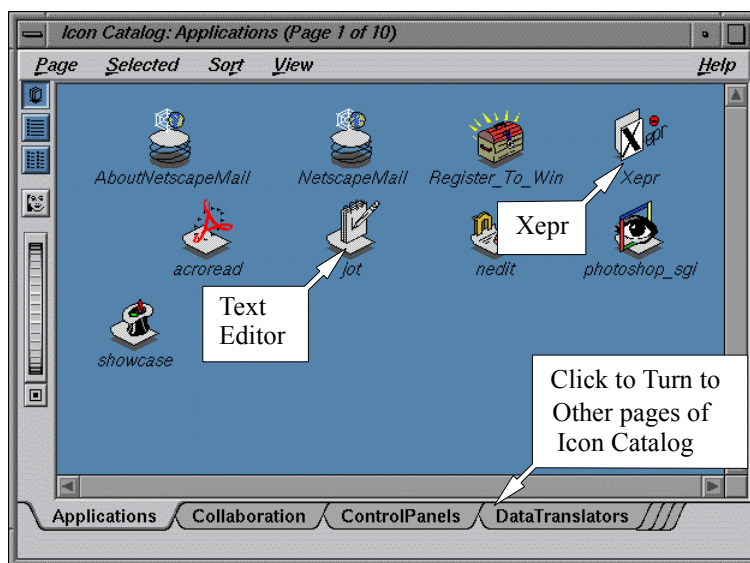 Icon Catalog: Applications (Page 1 of 10)
Page Selected Sort View Help
AboutNetscapeMail NetscapeMail Register_To_Win Xepr
Xepr
acroread jot nedit photoshop_sgi
Text
Editor
showcase
Click to Turn to
Other pages of
Icon Catalog
Applications Collaboration ControlPanels DataTranslators